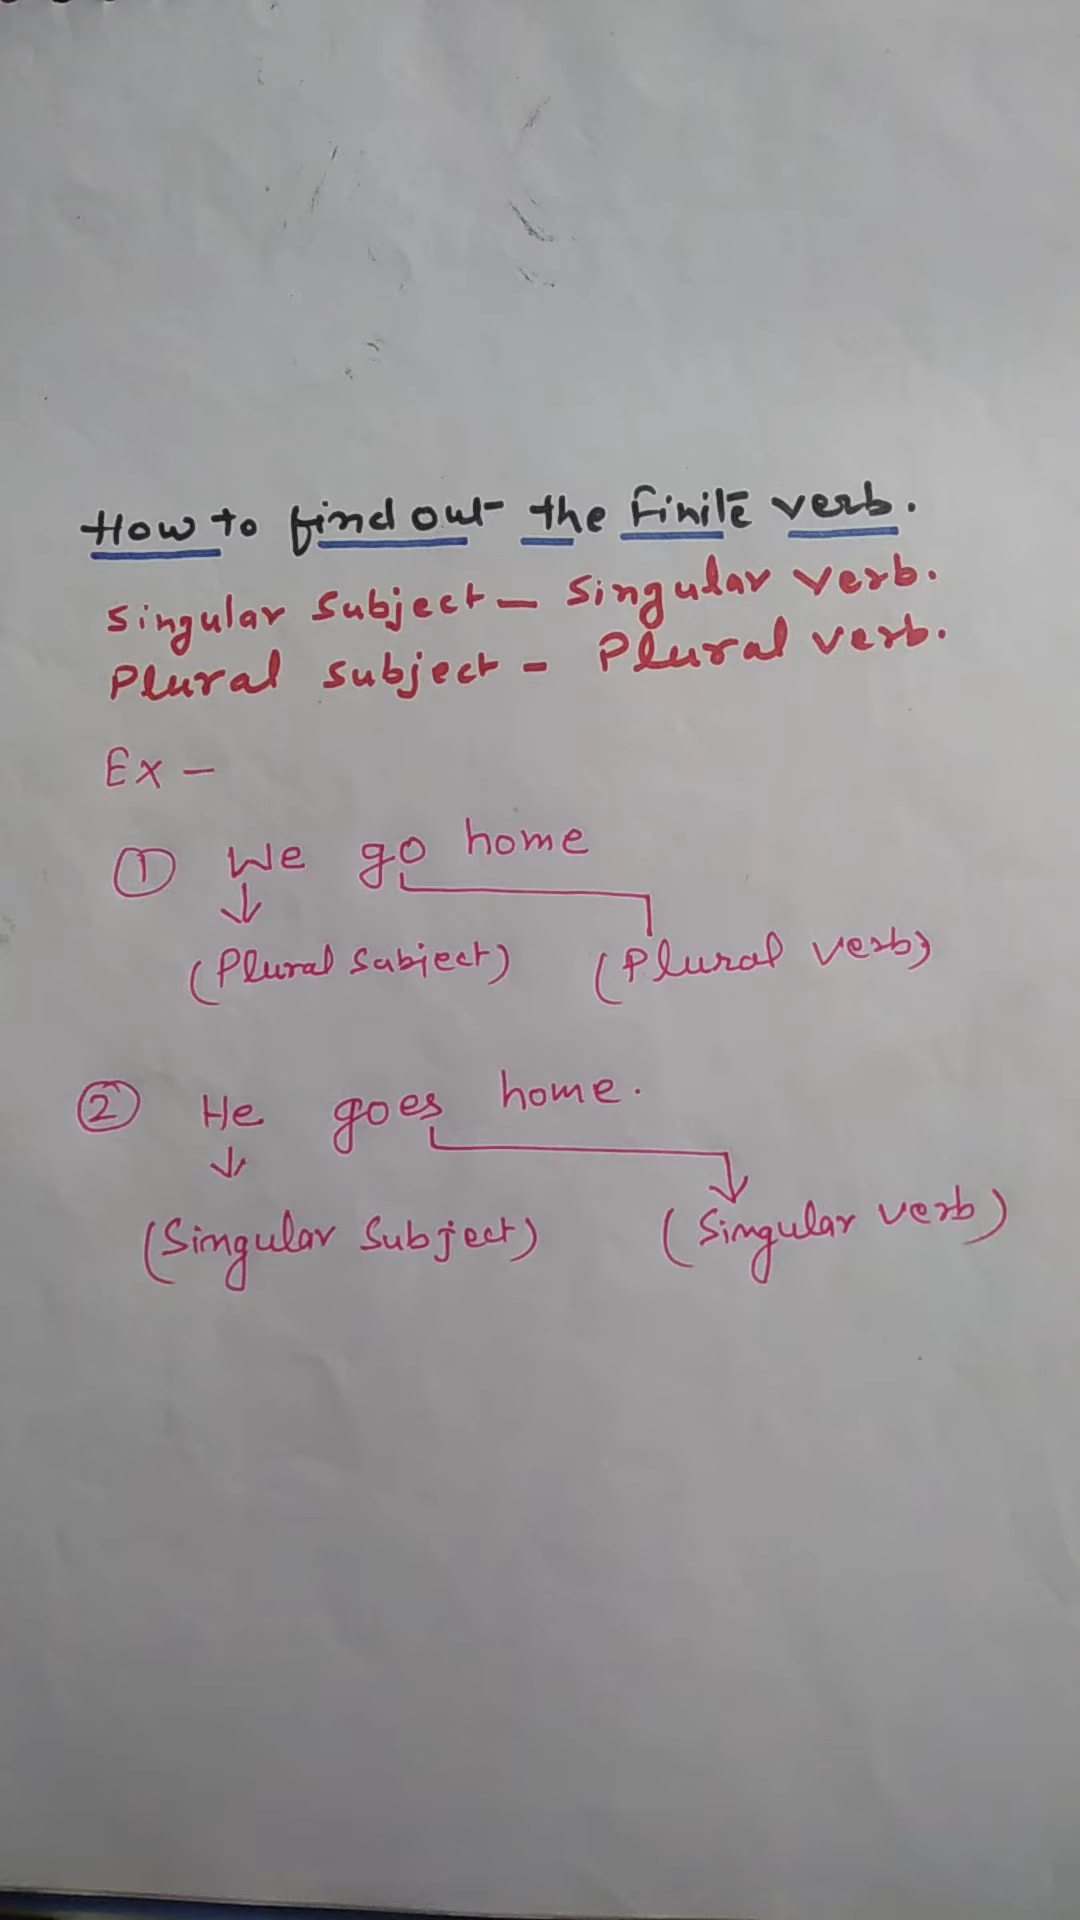 How to find out the Finite verb.
Singular Subject - Singular verb.
Plural subject - Plural verb.
Ex -
① We go home
(Plural Subject) (Plural verb)
② He goes home.
(Singular Subject) (Singular verb)